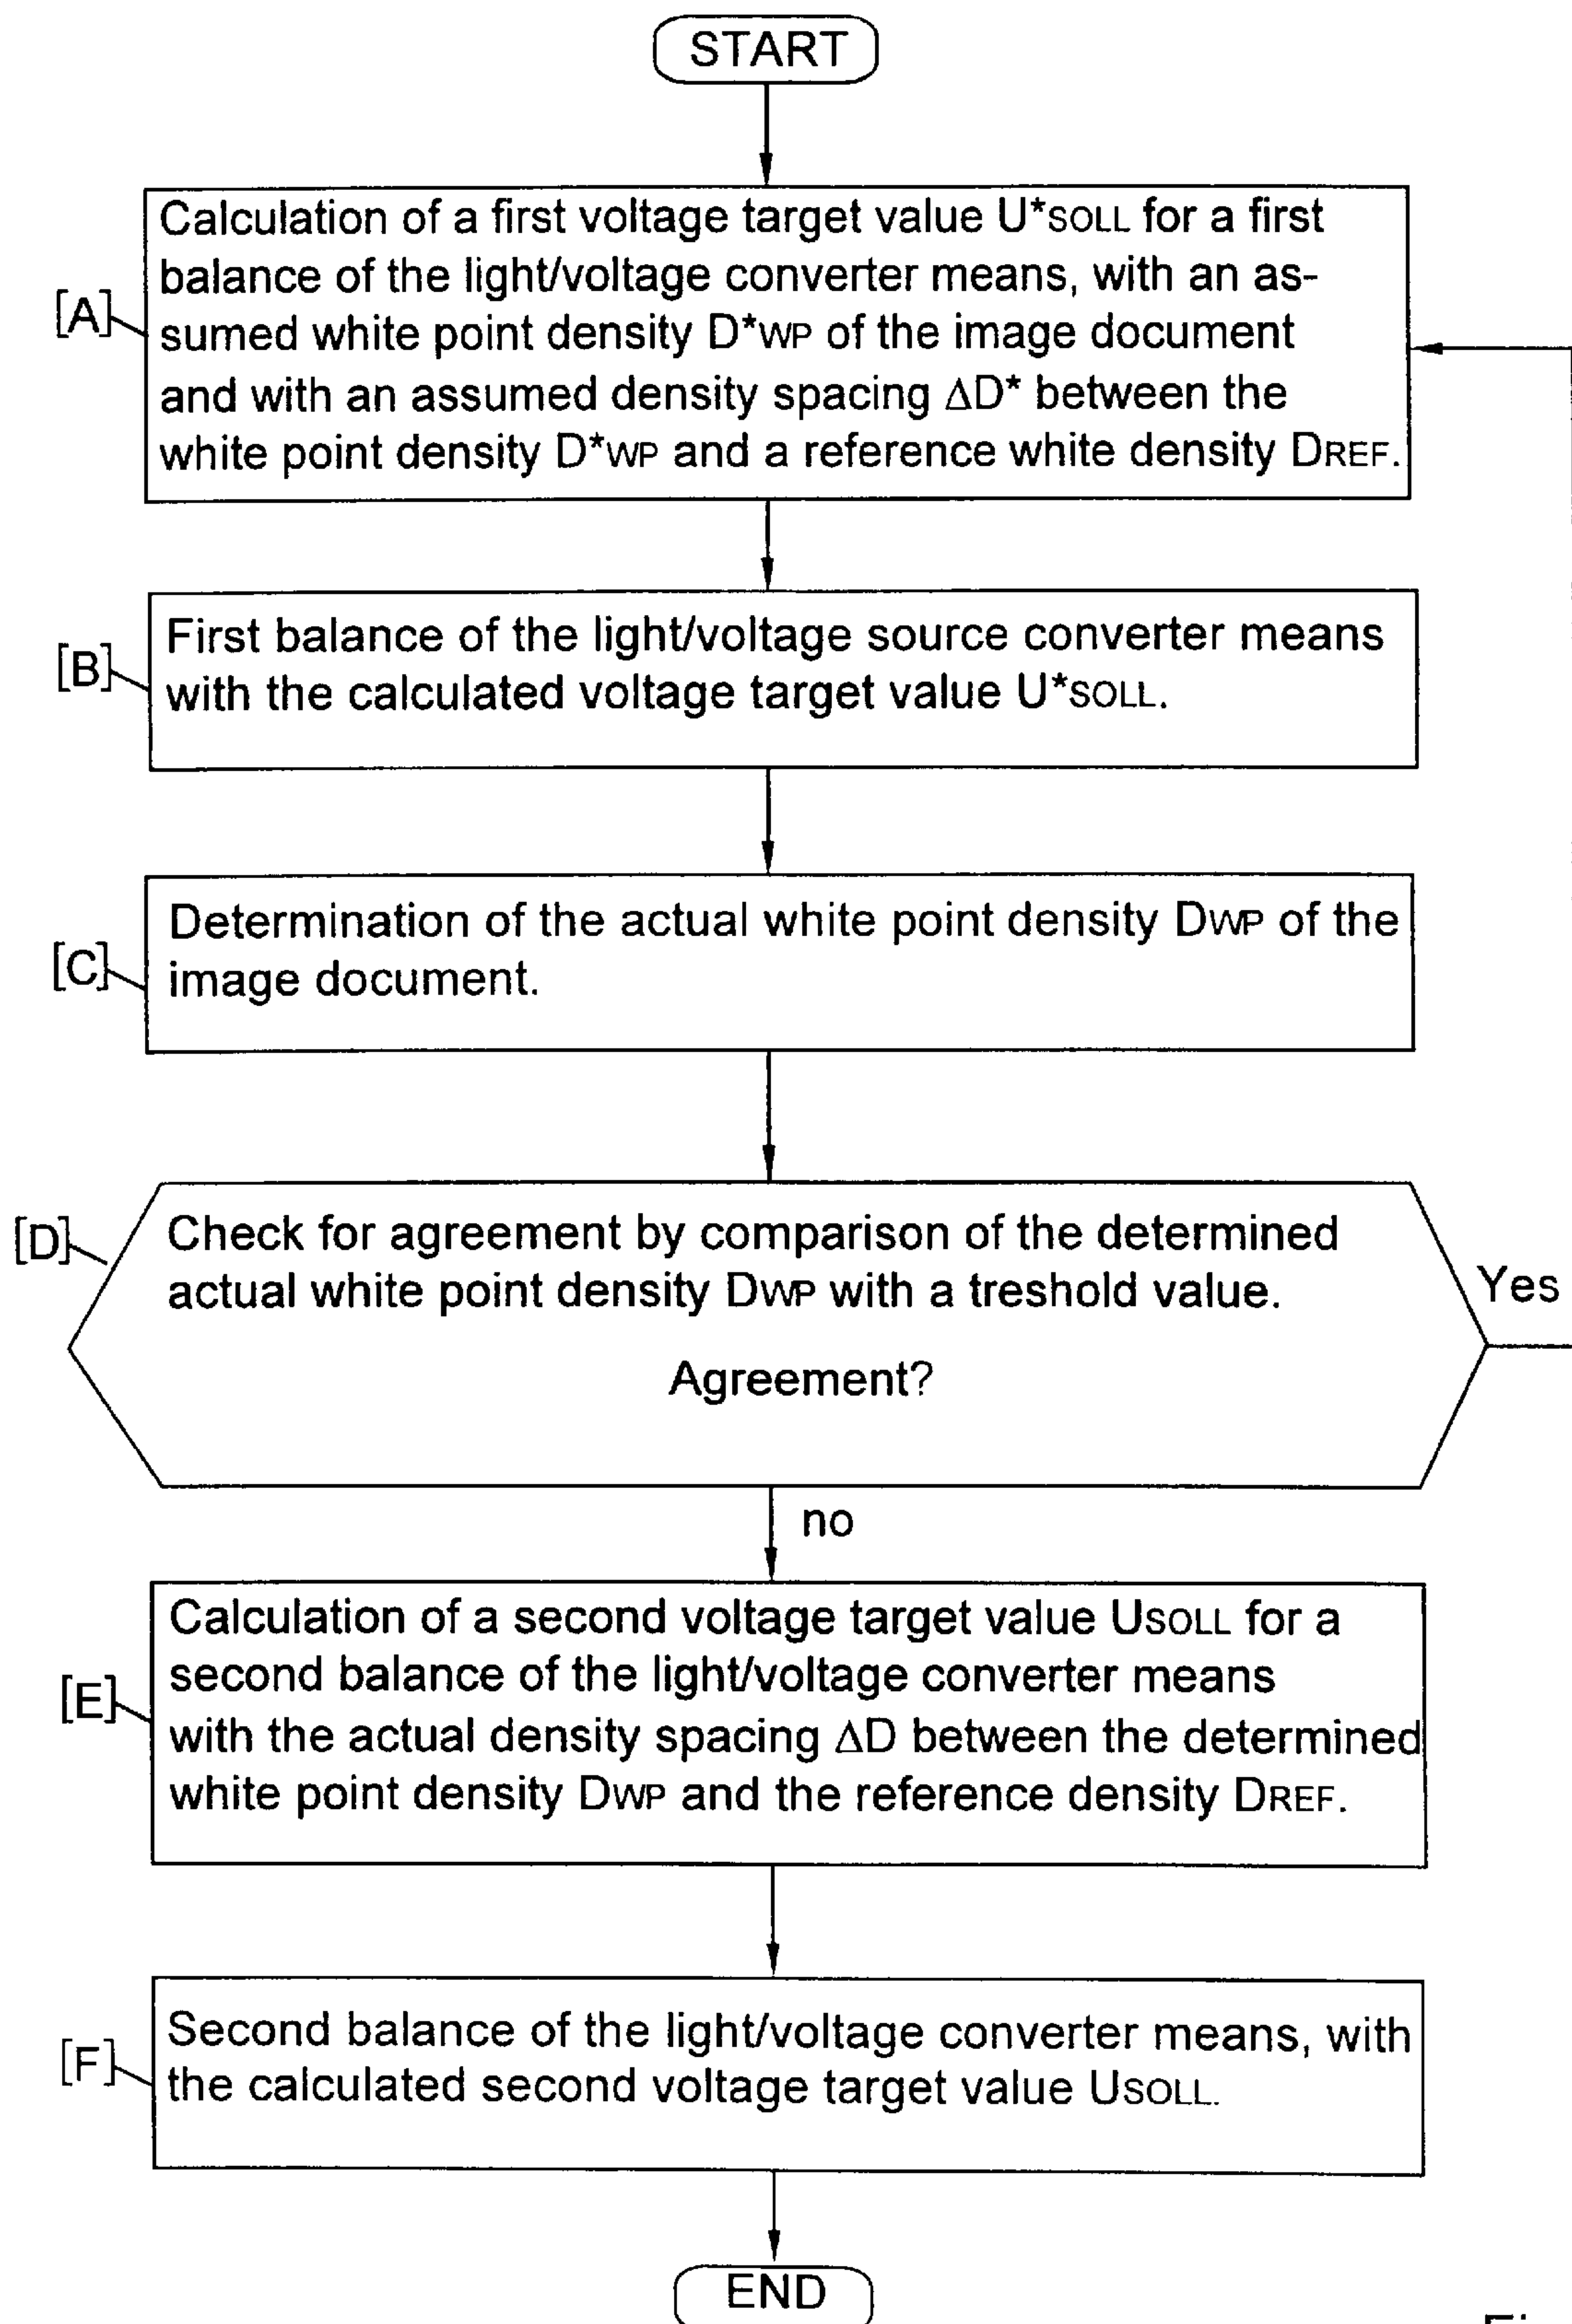 START
[A]
Calculation of a first voltage target value U*SOLL for a first
balance of the light/voltage converter means, with an as-
sumed white point density D*WP of the image document
and with an assumed density spacing ΔD* between the
white point density D*WP and a reference white density DREF.
[B]
First balance of the light/voltage source converter means
with the calculated voltage target value U*SOLL.
[C]
Determination of the actual white point density DWP of the
image document.
[D]
Check for agreement by comparison of the determined
actual white point density DWP with a treshold value.
Agreement?
Yes
no
[E]
Calculation of a second voltage target value USOLL for a
second balance of the light/voltage converter means
with the actual density spacing ΔD between the determined
white point density DWP and the reference density DREF.
[F]
Second balance of the light/voltage converter means, with
the calculated second voltage target value USOLL.
END